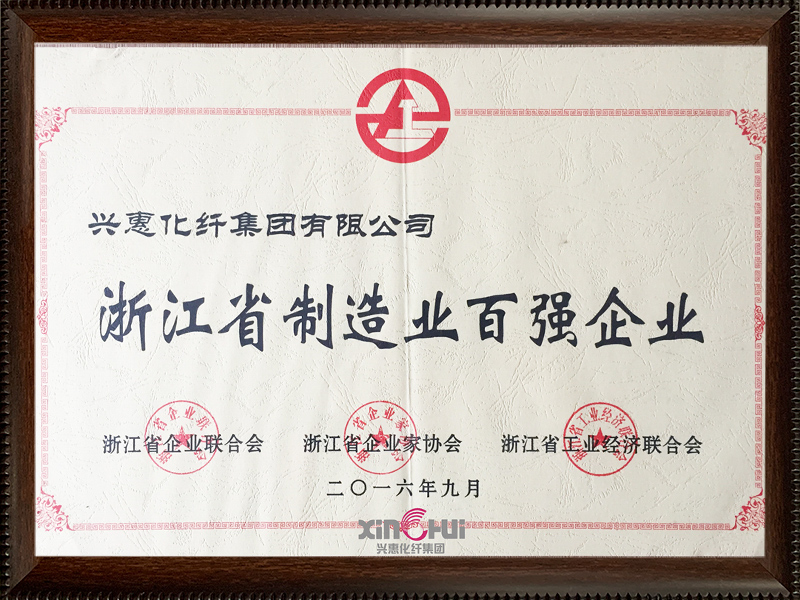 兴惠化纤集团有限公司
浙江省制造业百强企业
浙江省企业联合会 浙江省企业家协会 浙江省工业经济联合会
二〇一六年九月
XINGHUI
兴惠化纤集团